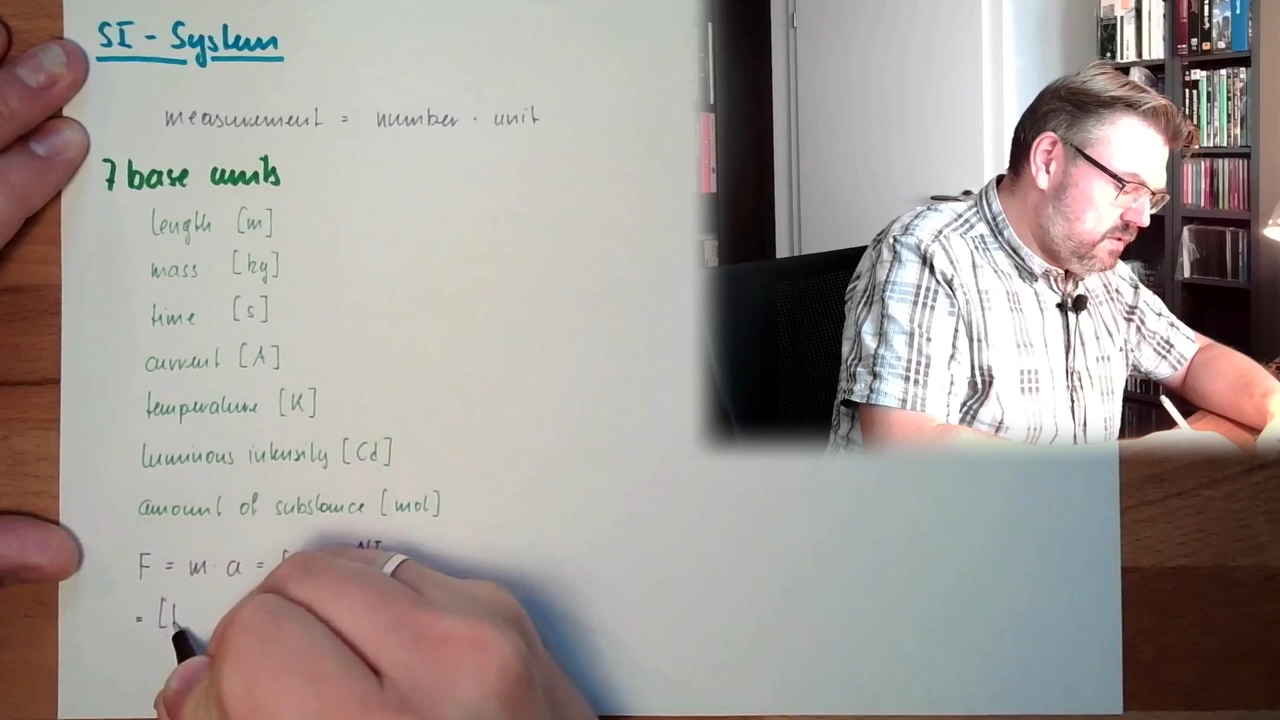 SI - System
measurement = number · unit
7 base units
length [m]
mass [kg]
time [s]
current [A]
temperature [K]
luminous intensity [Cd]
amount of substance [mol]
F = m · a = [
= [